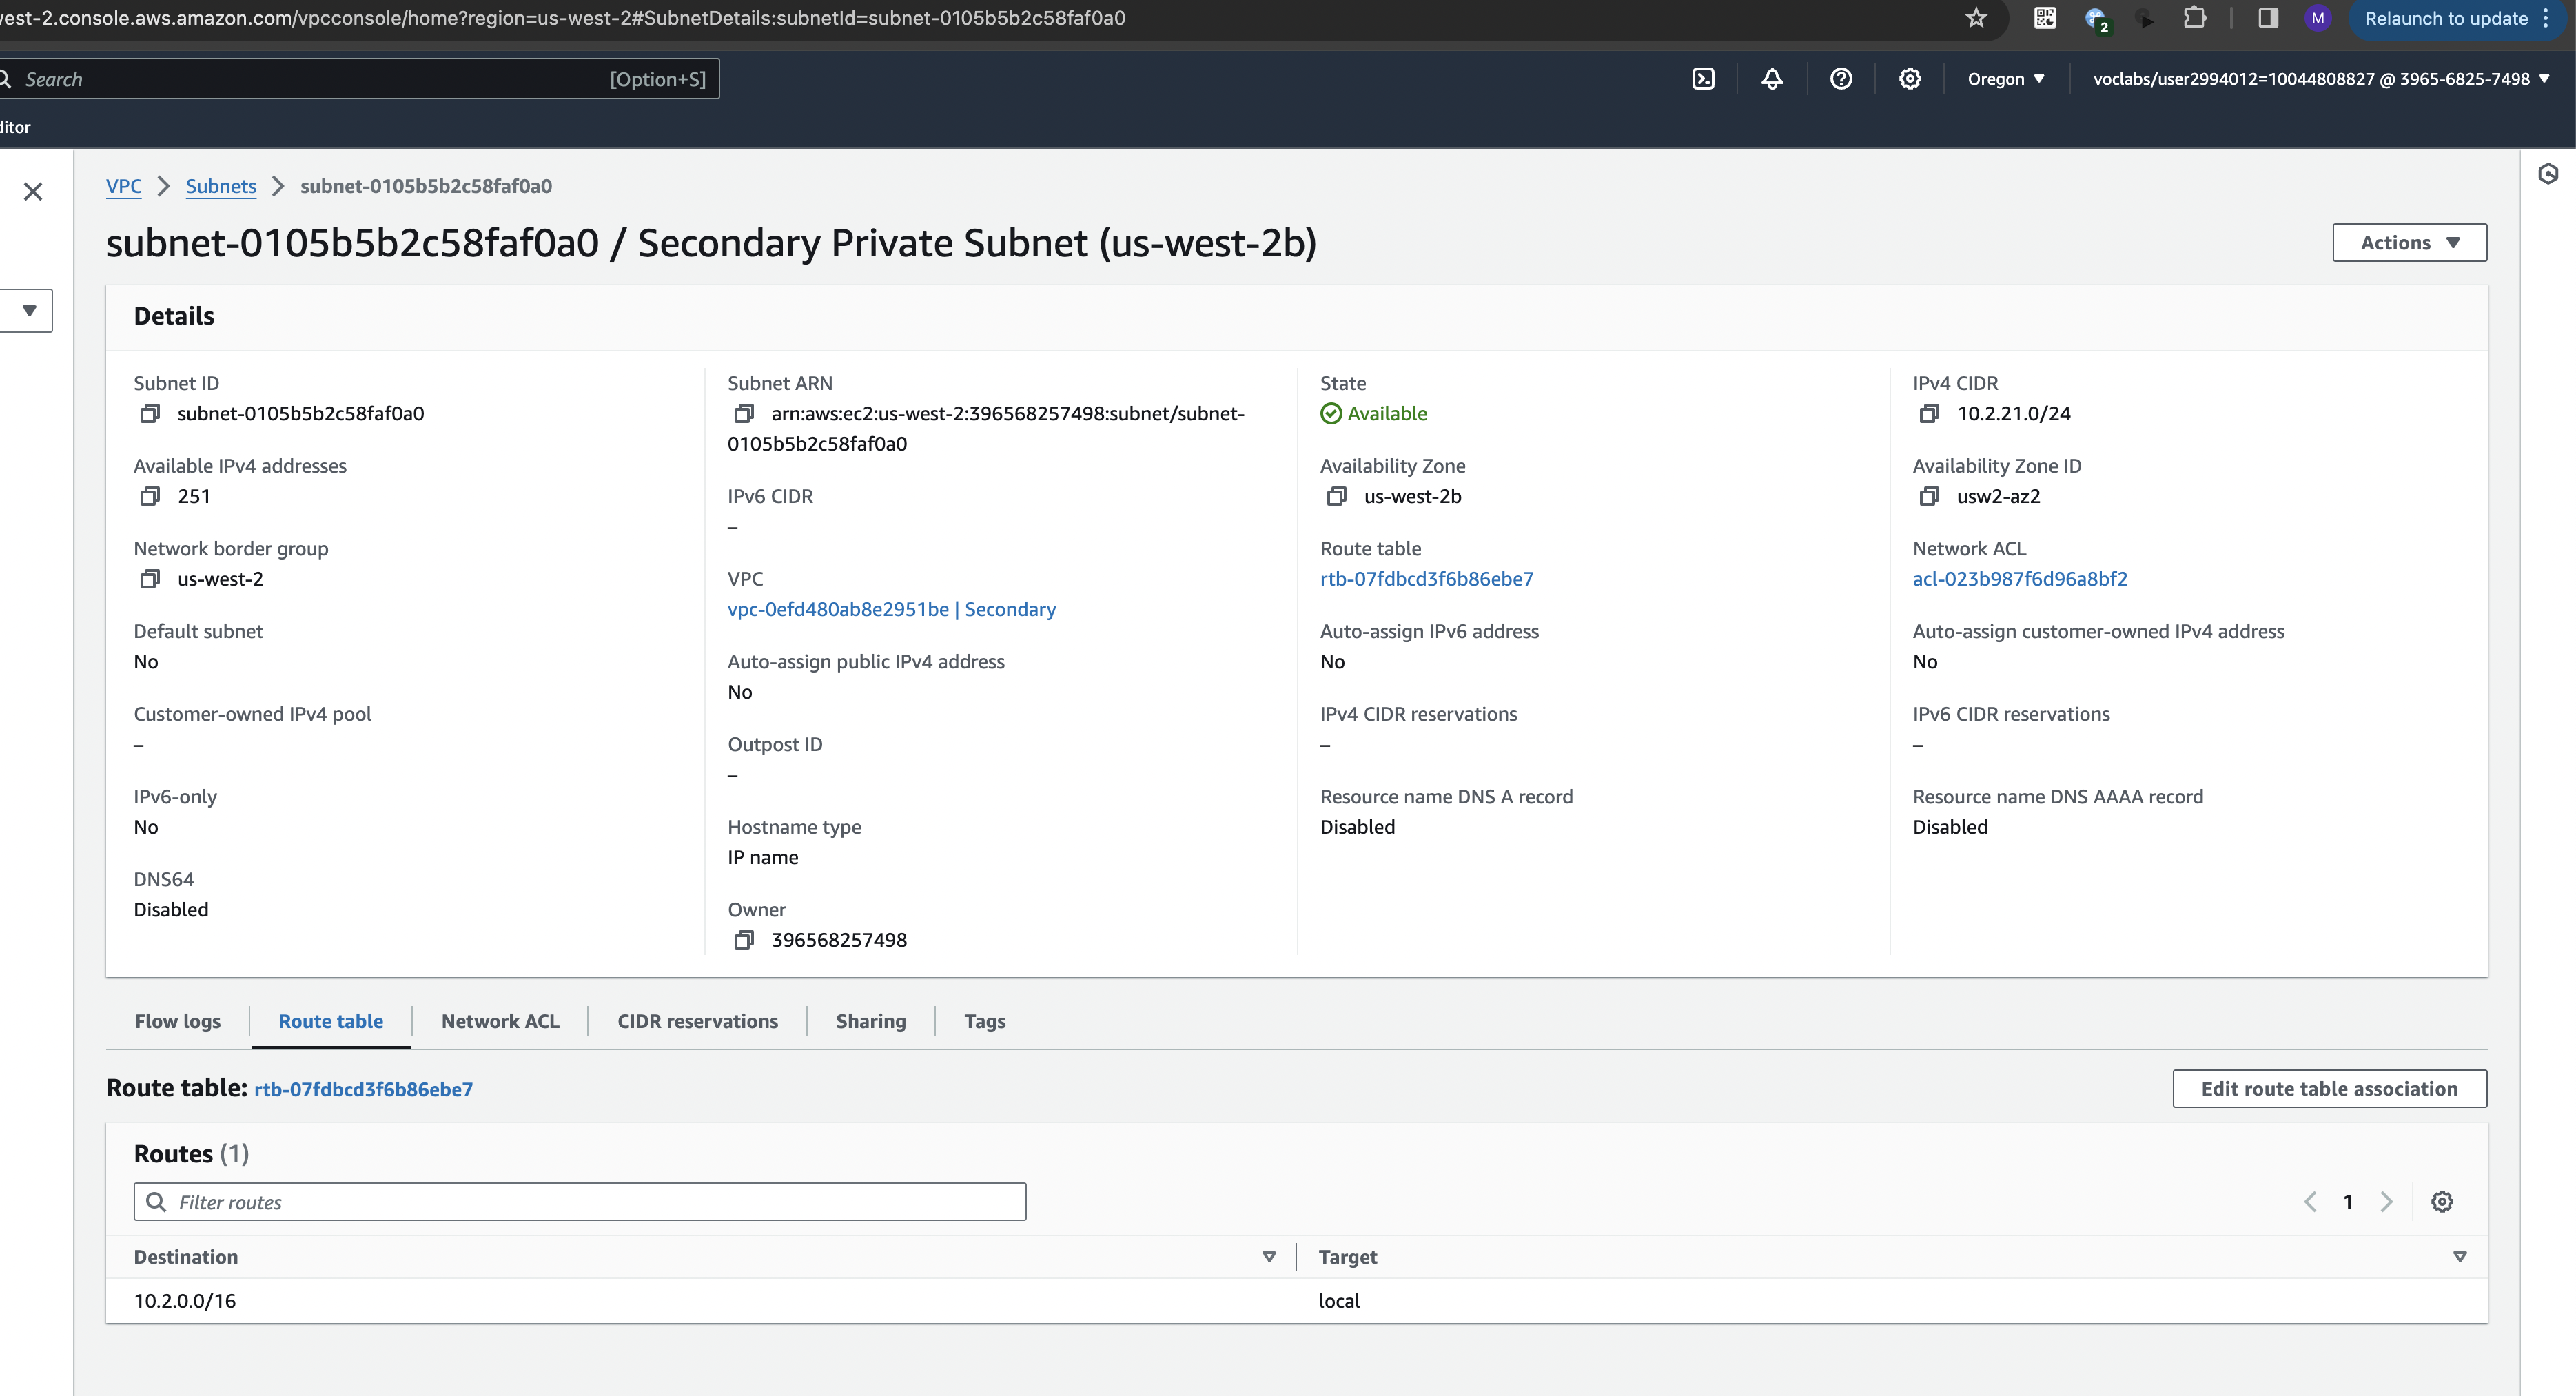 est-2.console.aws.amazon.com/vpcconsole/home?region=us-west-2#SubnetDetails:subnetId=subnet-0105b5b2c58faf0a0
2
M
Relaunch to update
Search
[Option+S]
Oregon
voclabs/user2994012=10044808827 @ 3965-6825-7498
ditor
VPC
Subnets
subnet-0105b5b2c58faf0a0
subnet-0105b5b2c58faf0a0 / Secondary Private Subnet (us-west-2b)
Actions
Details
Subnet ID
subnet-0105b5b2c58faf0a0
Available IPv4 addresses
251
Network border group
us-west-2
Default subnet
No
Customer-owned IPv4 pool
–
IPv6-only
No
DNS64
Disabled
Subnet ARN
arn:aws:ec2:us-west-2:396568257498:subnet/subnet-
0105b5b2c58faf0a0
IPv6 CIDR
–
VPC
vpc-0efd480ab8e2951be | Secondary
Auto-assign public IPv4 address
No
Outpost ID
–
Hostname type
IP name
Owner
396568257498
State
Available
Availability Zone
us-west-2b
Route table
rtb-07fdbcd3f6b86ebe7
Auto-assign IPv6 address
No
IPv4 CIDR reservations
–
Resource name DNS A record
Disabled
IPv4 CIDR
10.2.21.0/24
Availability Zone ID
usw2-az2
Network ACL
acl-023b987f6d96a8bf2
Auto-assign customer-owned IPv4 address
No
IPv6 CIDR reservations
–
Resource name DNS AAAA record
Disabled
Flow logs
Route table
Network ACL
CIDR reservations
Sharing
Tags
Route table: rtb-07fdbcd3f6b86ebe7
Edit route table association
Routes (1)
Filter routes
1
Destination
Target
10.2.0.0/16
local